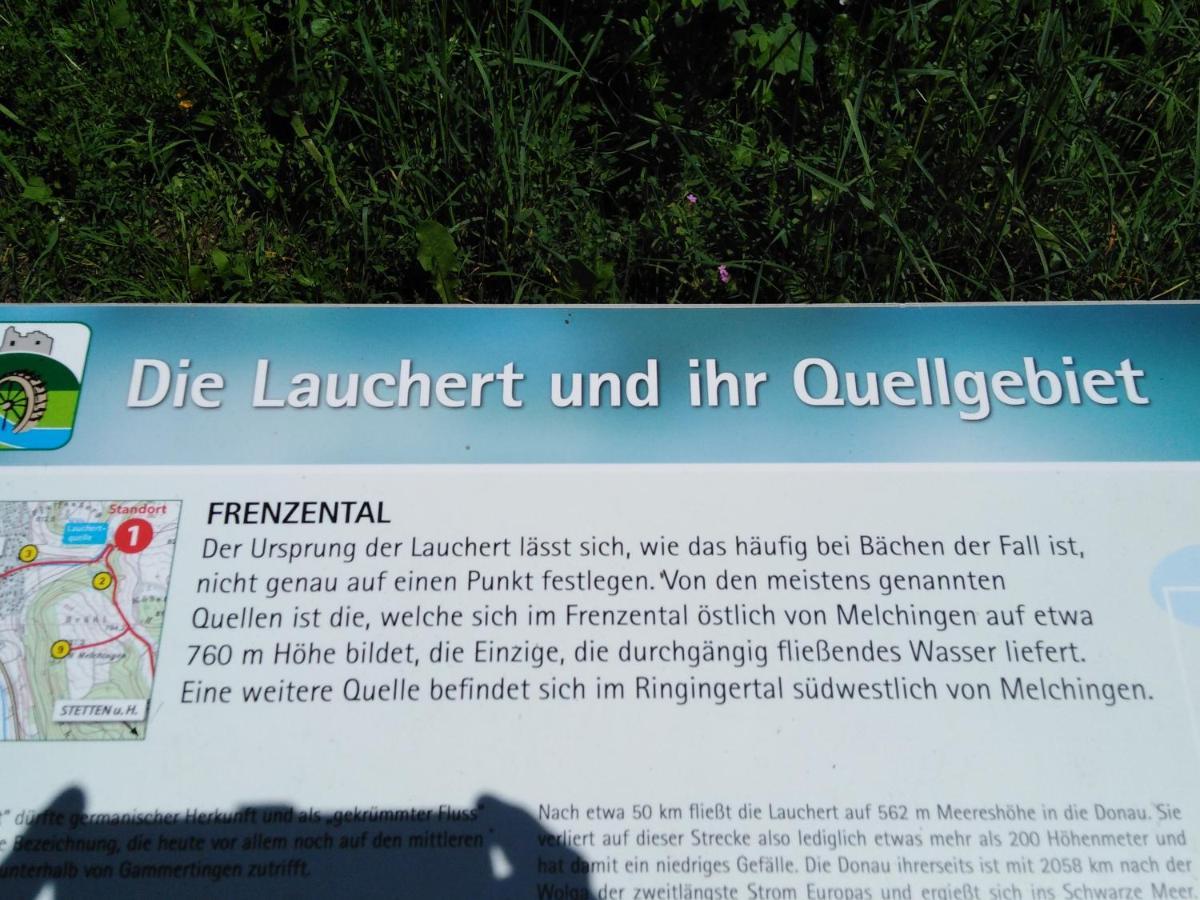 Die Lauchert und ihr Quellgebiet
Standort
Lauchert-
quelle
1
3
2
9
Melchingen
STETTEN u. H.
FRENZENTAL
Der Ursprung der Lauchert lässt sich, wie das häufig bei Bächen der Fall ist,
nicht genau auf einen Punkt festlegen. Von den meistens genannten
Quellen ist die, welche sich im Frenzental östlich von Melchingen auf etwa
760 m Höhe bildet, die Einzige, die durchgängig fließendes Wasser liefert.
Eine weitere Quelle befindet sich im Ringingertal südwestlich von Melchingen.
dürfte germanischer Herkunft und als „gekrümmter Fluss"
Bezeichnung, die heute vor allem noch auf den mittleren
unterhalb von Gammertingen zutrifft.
Nach etwa 50 km fließt die Lauchert auf 562 m Meereshöhe in die Donau. Sie
verliert auf dieser Strecke also lediglich etwas mehr als 200 Höhenmeter und
hat damit ein niedriges Gefälle. Die Donau ihrerseits ist mit 2058 km nach der
Wolga der zweitlängste Strom Europas und ergießt sich ins Schwarze Meer.